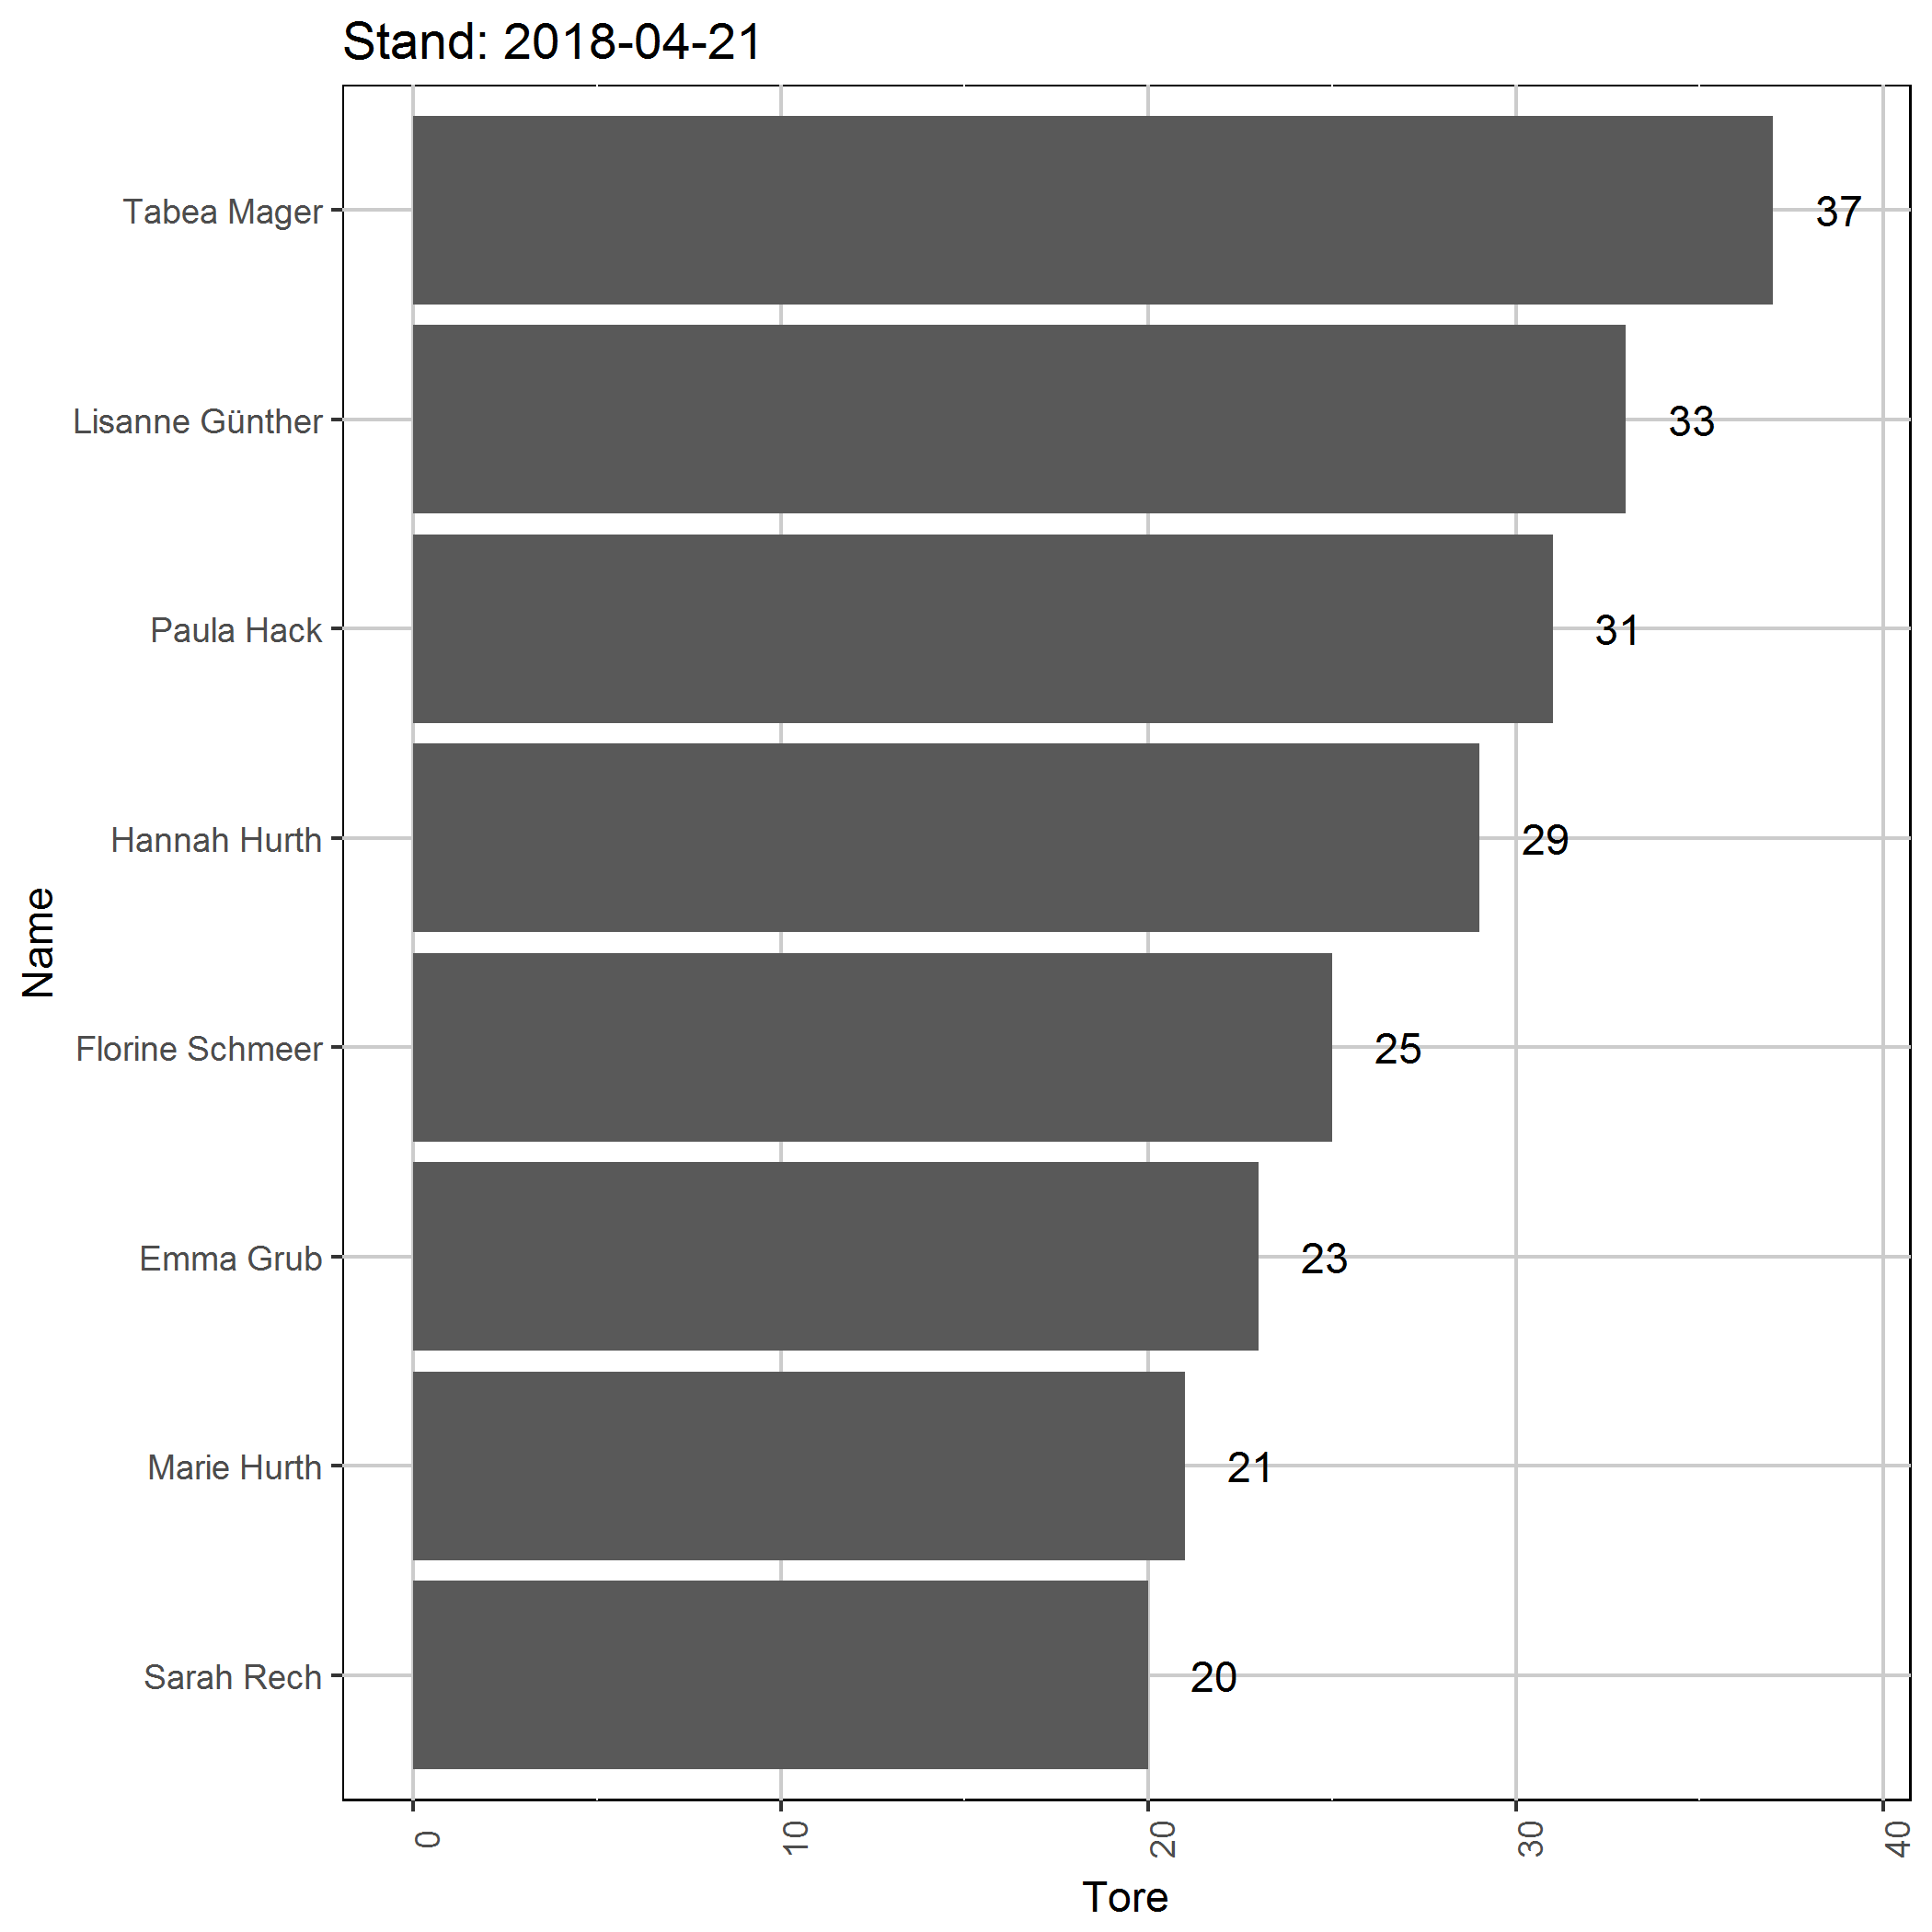 Stand: 2018-04-21
Name
Tabea Mager 37
Lisanne Günther 33
Paula Hack 31
Hannah Hurth 29
Florine Schmeer 25
Emma Grub 23
Marie Hurth 21
Sarah Rech 20
0 10 20 30 40
Tore